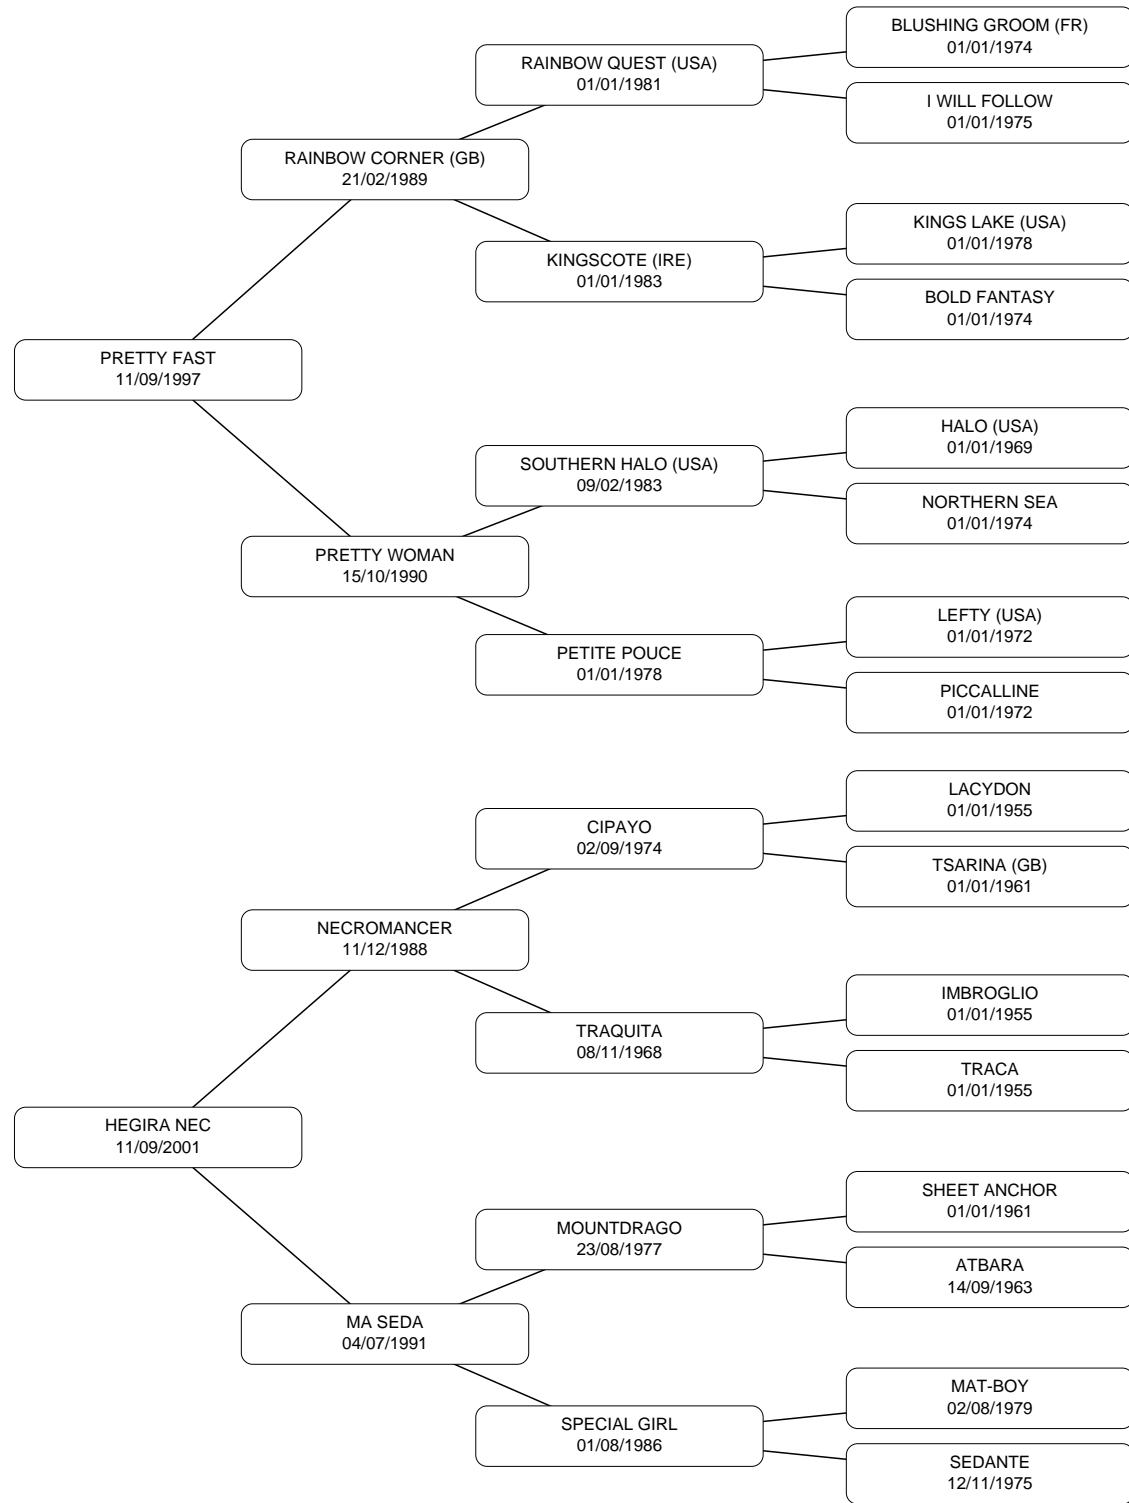 BLUSHING GROOM (FR)
01/01/1974
RAINBOW QUEST (USA)
01/01/1981
I WILL FOLLOW
01/01/1975
RAINBOW CORNER (GB)
21/02/1989
KINGS LAKE (USA)
01/01/1978
KINGSCOTE (IRE)
01/01/1983
BOLD FANTASY
01/01/1974
PRETTY FAST
11/09/1997
HALO (USA)
01/01/1969
SOUTHERN HALO (USA)
09/02/1983
NORTHERN SEA
01/01/1974
PRETTY WOMAN
15/10/1990
LEFTY (USA)
01/01/1972
PETITE POUCE
01/01/1978
PICCALLINE
01/01/1972
LACYDON
01/01/1955
CIPAYO
02/09/1974
TSARINA (GB)
01/01/1961
NECROMANCER
11/12/1988
IMBROGLIO
01/01/1955
TRAQUITA
08/11/1968
TRACA
01/01/1955
HEGIRA NEC
11/09/2001
SHEET ANCHOR
01/01/1961
MOUNTDRAGO
23/08/1977
ATBARA
14/09/1963
MA SEDA
04/07/1991
MAT-BOY
02/08/1979
SPECIAL GIRL
01/08/1986
SEDANTE
12/11/1975